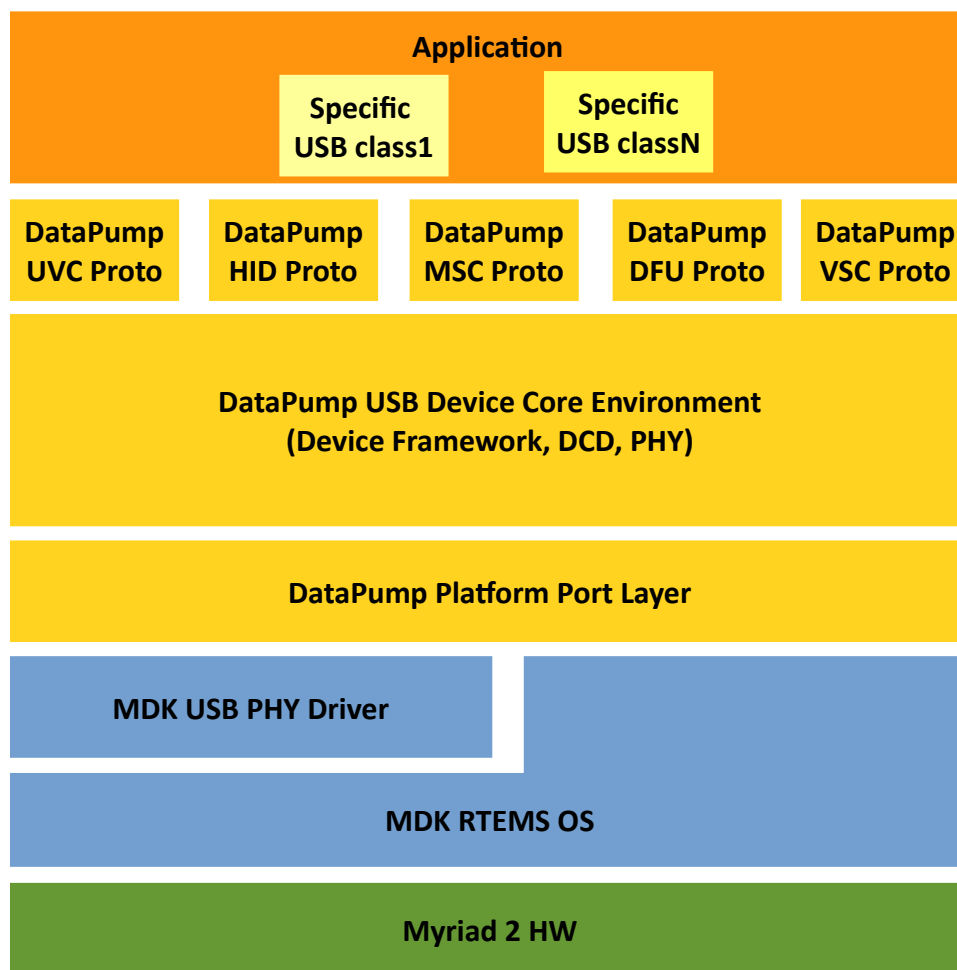 Application
Specific
USB class1
Specific
USB classN
DataPump
UVC Proto
DataPump
HID Proto
DataPump
MSC Proto
DataPump
DFU Proto
DataPump
VSC Proto
DataPump USB Device Core Environment
(Device Framework, DCD, PHY)
DataPump Platform Port Layer
MDK USB PHY Driver
MDK RTEMS OS
Myriad 2 HW